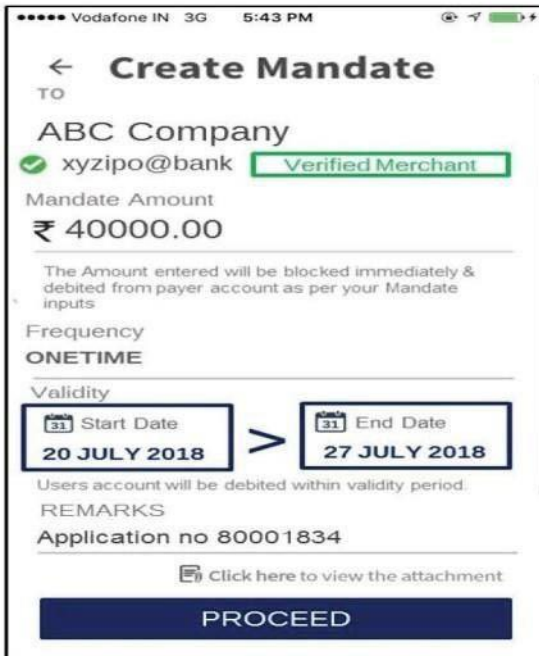 Vodafone IN 3G 5:43 PM
Create Mandate
TO
ABC Company
xyzipo@bank Verified Merchant
Mandate Amount
₹ 40000.00
The Amount entered will be blocked immediately &
debited from payer account as per your Mandate
inputs
Frequency
ONETIME
Validity
31 Start Date > 31 End Date
20 JULY 2018 27 JULY 2018
Users account will be debited within validity period.
REMARKS
Application no 80001834
Click here to view the attachment
PROCEED